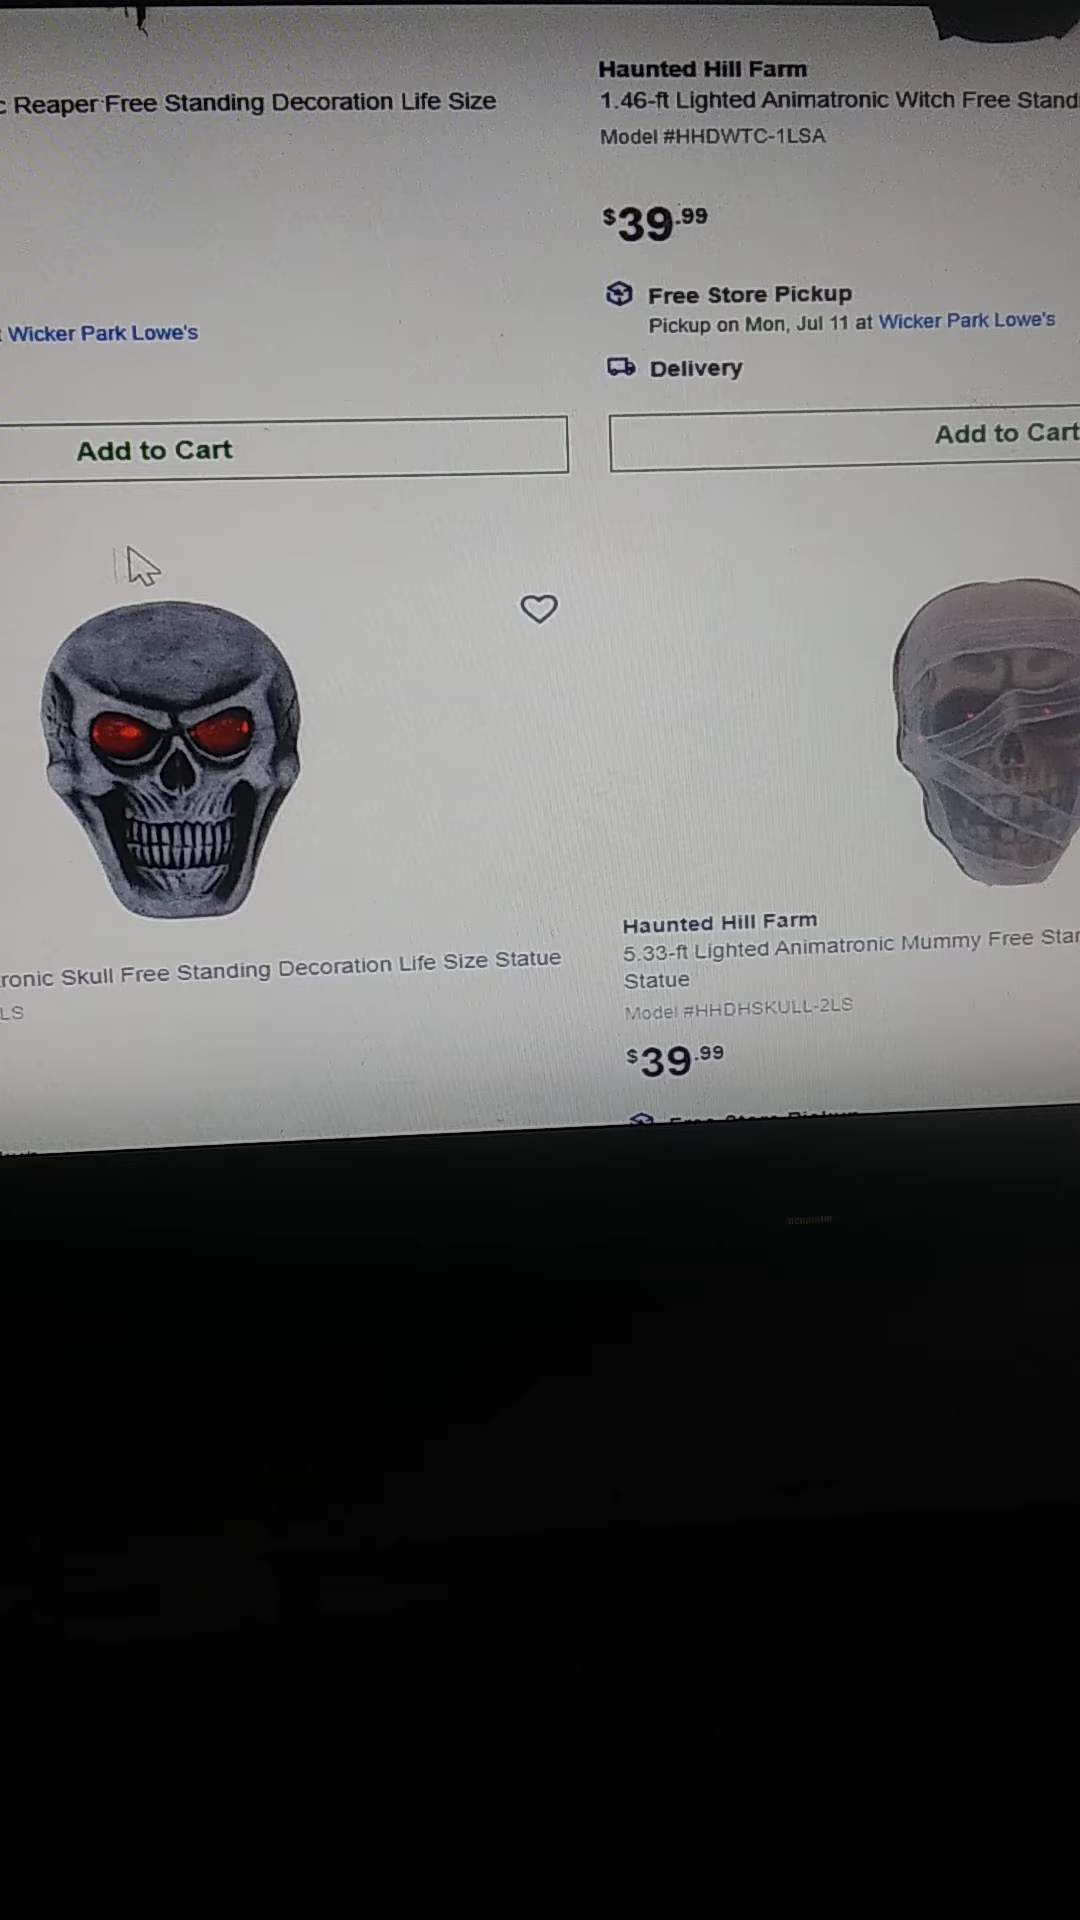 Reaper Free Standing Decoration Life Size
Wicker Park Lowe's
Add to Cart
Haunted Hill Farm
1.46-ft Lighted Animatronic Witch Free Stand
Model #HHDWTC-1LSA
$39.99
Free Store Pickup
Pickup on Mon, Jul 11 at Wicker Park Lowe's
Delivery
Add to Cart
ronic Skull Free Standing Decoration Life Size Statue
LS
Haunted Hill Farm
5.33-ft Lighted Animatronic Mummy Free Star
Statue
Model #HHDHSKULL-2LS
$39.99
Free Store Pickup